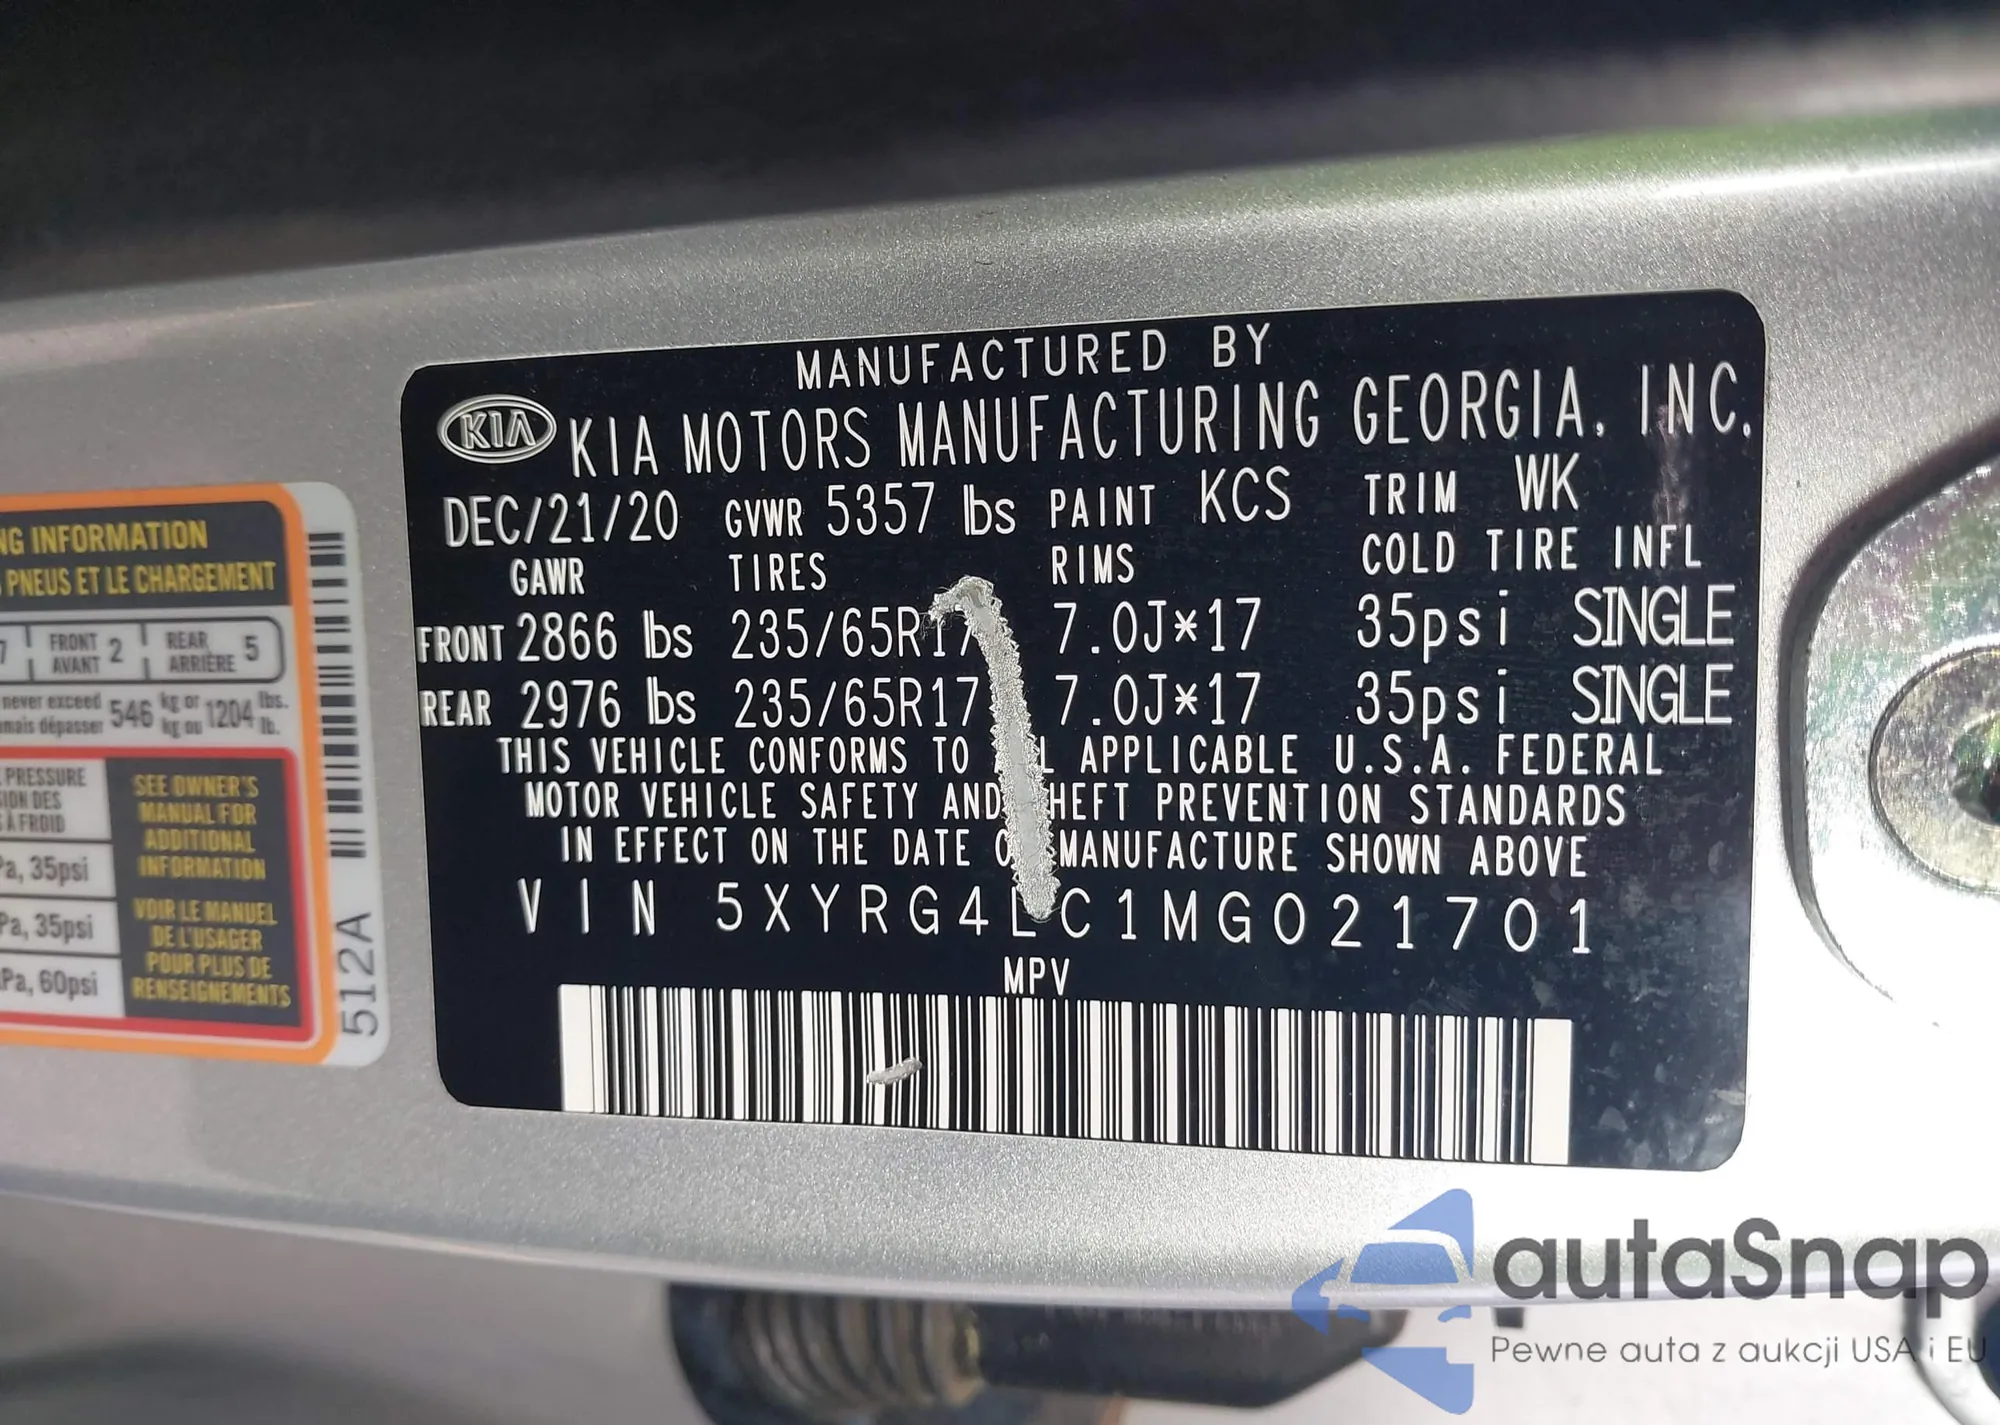 MANUFACTURED BY
KIA KIA MOTORS MANUFACTURING GEORGIA, INC.
DEC/21/20 GVWR 5357 lbs PAINT KCS TRIM WK
GAWR TIRES RIMS COLD TIRE INFL
FRONT 2866 lbs 235/65R17 7.0J*17 35psi SINGLE
REAR 2976 lbs 235/65R17 7.0J*17 35psi SINGLE
THIS VEHICLE CONFORMS TO APPLICABLE U.S.A. FEDERAL
MOTOR VEHICLE SAFETY AND THEFT PREVENTION STANDARDS
IN EFFECT ON THE DATE MANUFACTURE SHOWN ABOVE
VIN 5XYRG4LC1MG021701
MPV
NG INFORMATION
PNEUS ET LE CHARGEMENT
7 FRONT AVANT 2 REAR ARRIÈRE 5
never exceed 546 kg or 1204 lbs.
mais dépasser kg ou lb.
PRESSURE
SION DES
À FROID
Pa, 35psi
Pa, 35psi
Pa, 60psi
SEE OWNER'S
MANUAL FOR
ADDITIONAL
INFORMATION
VOIR LE MANUEL
DE L'USAGER
POUR PLUS DE
RENSEIGNEMENTS
512A
autaSnap
Pewne auta z aukcji USA i EU